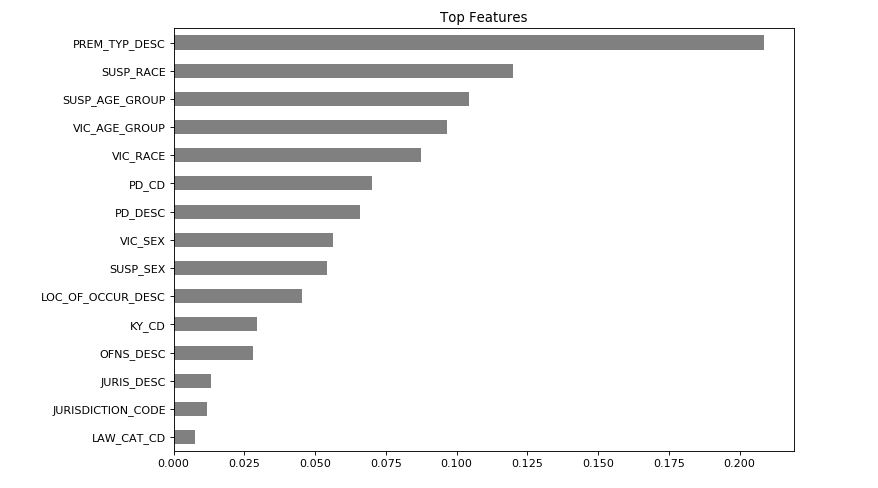 Top Features
PREM_TYP_DESC
SUSP_RACE
SUSP_AGE_GROUP
VIC_AGE_GROUP
VIC_RACE
PD_CD
PD_DESC
VIC_SEX
SUSP_SEX
LOC_OF_OCCUR_DESC
KY_CD
OFNS_DESC
JURIS_DESC
JURISDICTION_CODE
LAW_CAT_CD
0.000 0.025 0.050 0.075 0.100 0.125 0.150 0.175 0.200